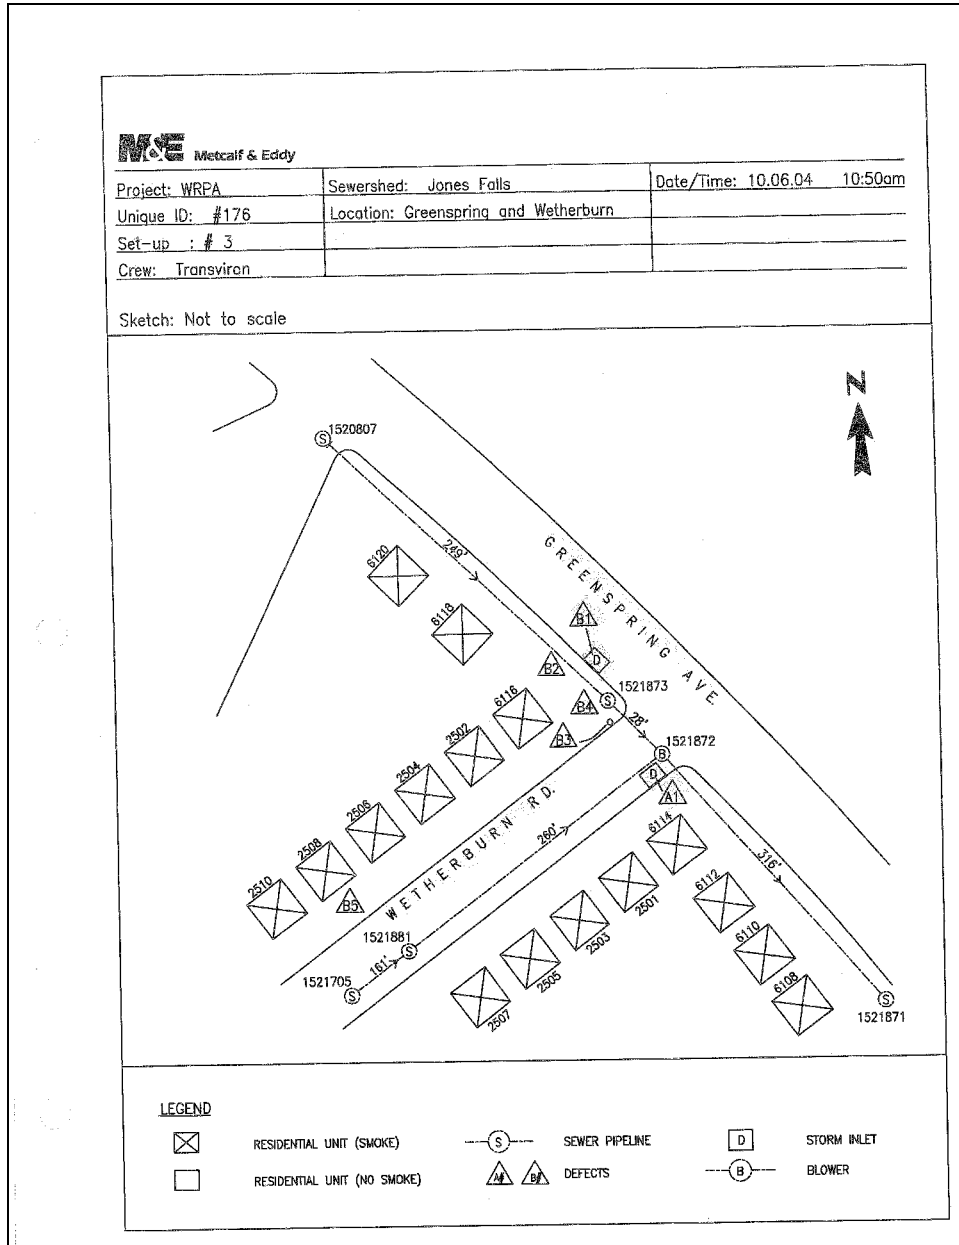 M&E Metcalf & Eddy
Project: WRPA Sewershed: Jones Falls Date/Time: 10.06.04 10:50am
Unique ID: #176 Location: Greenspring and Wetherburn
Set-up : # 3
Crew: Transviron
Sketch: Not to scale
N
S 1520807
249'
GREENSPRING AVE.
6120
6118
B1
D
B2
S 1521873
B4
6116
28'
B3
1521872
B
2502
D
A1
2504
WETHERBURN RD.
6114
2506
260'
316'
2508
2510
B5
6112
2501
6110
2503
1521881
S
161'
2505
6108
1521705
S
2507
S
1521871
LEGEND
RESIDENTIAL UNIT (SMOKE) S SEWER PIPELINE D STORM INLET
RESIDENTIAL UNIT (NO SMOKE) A# B# DEFECTS B BLOWER